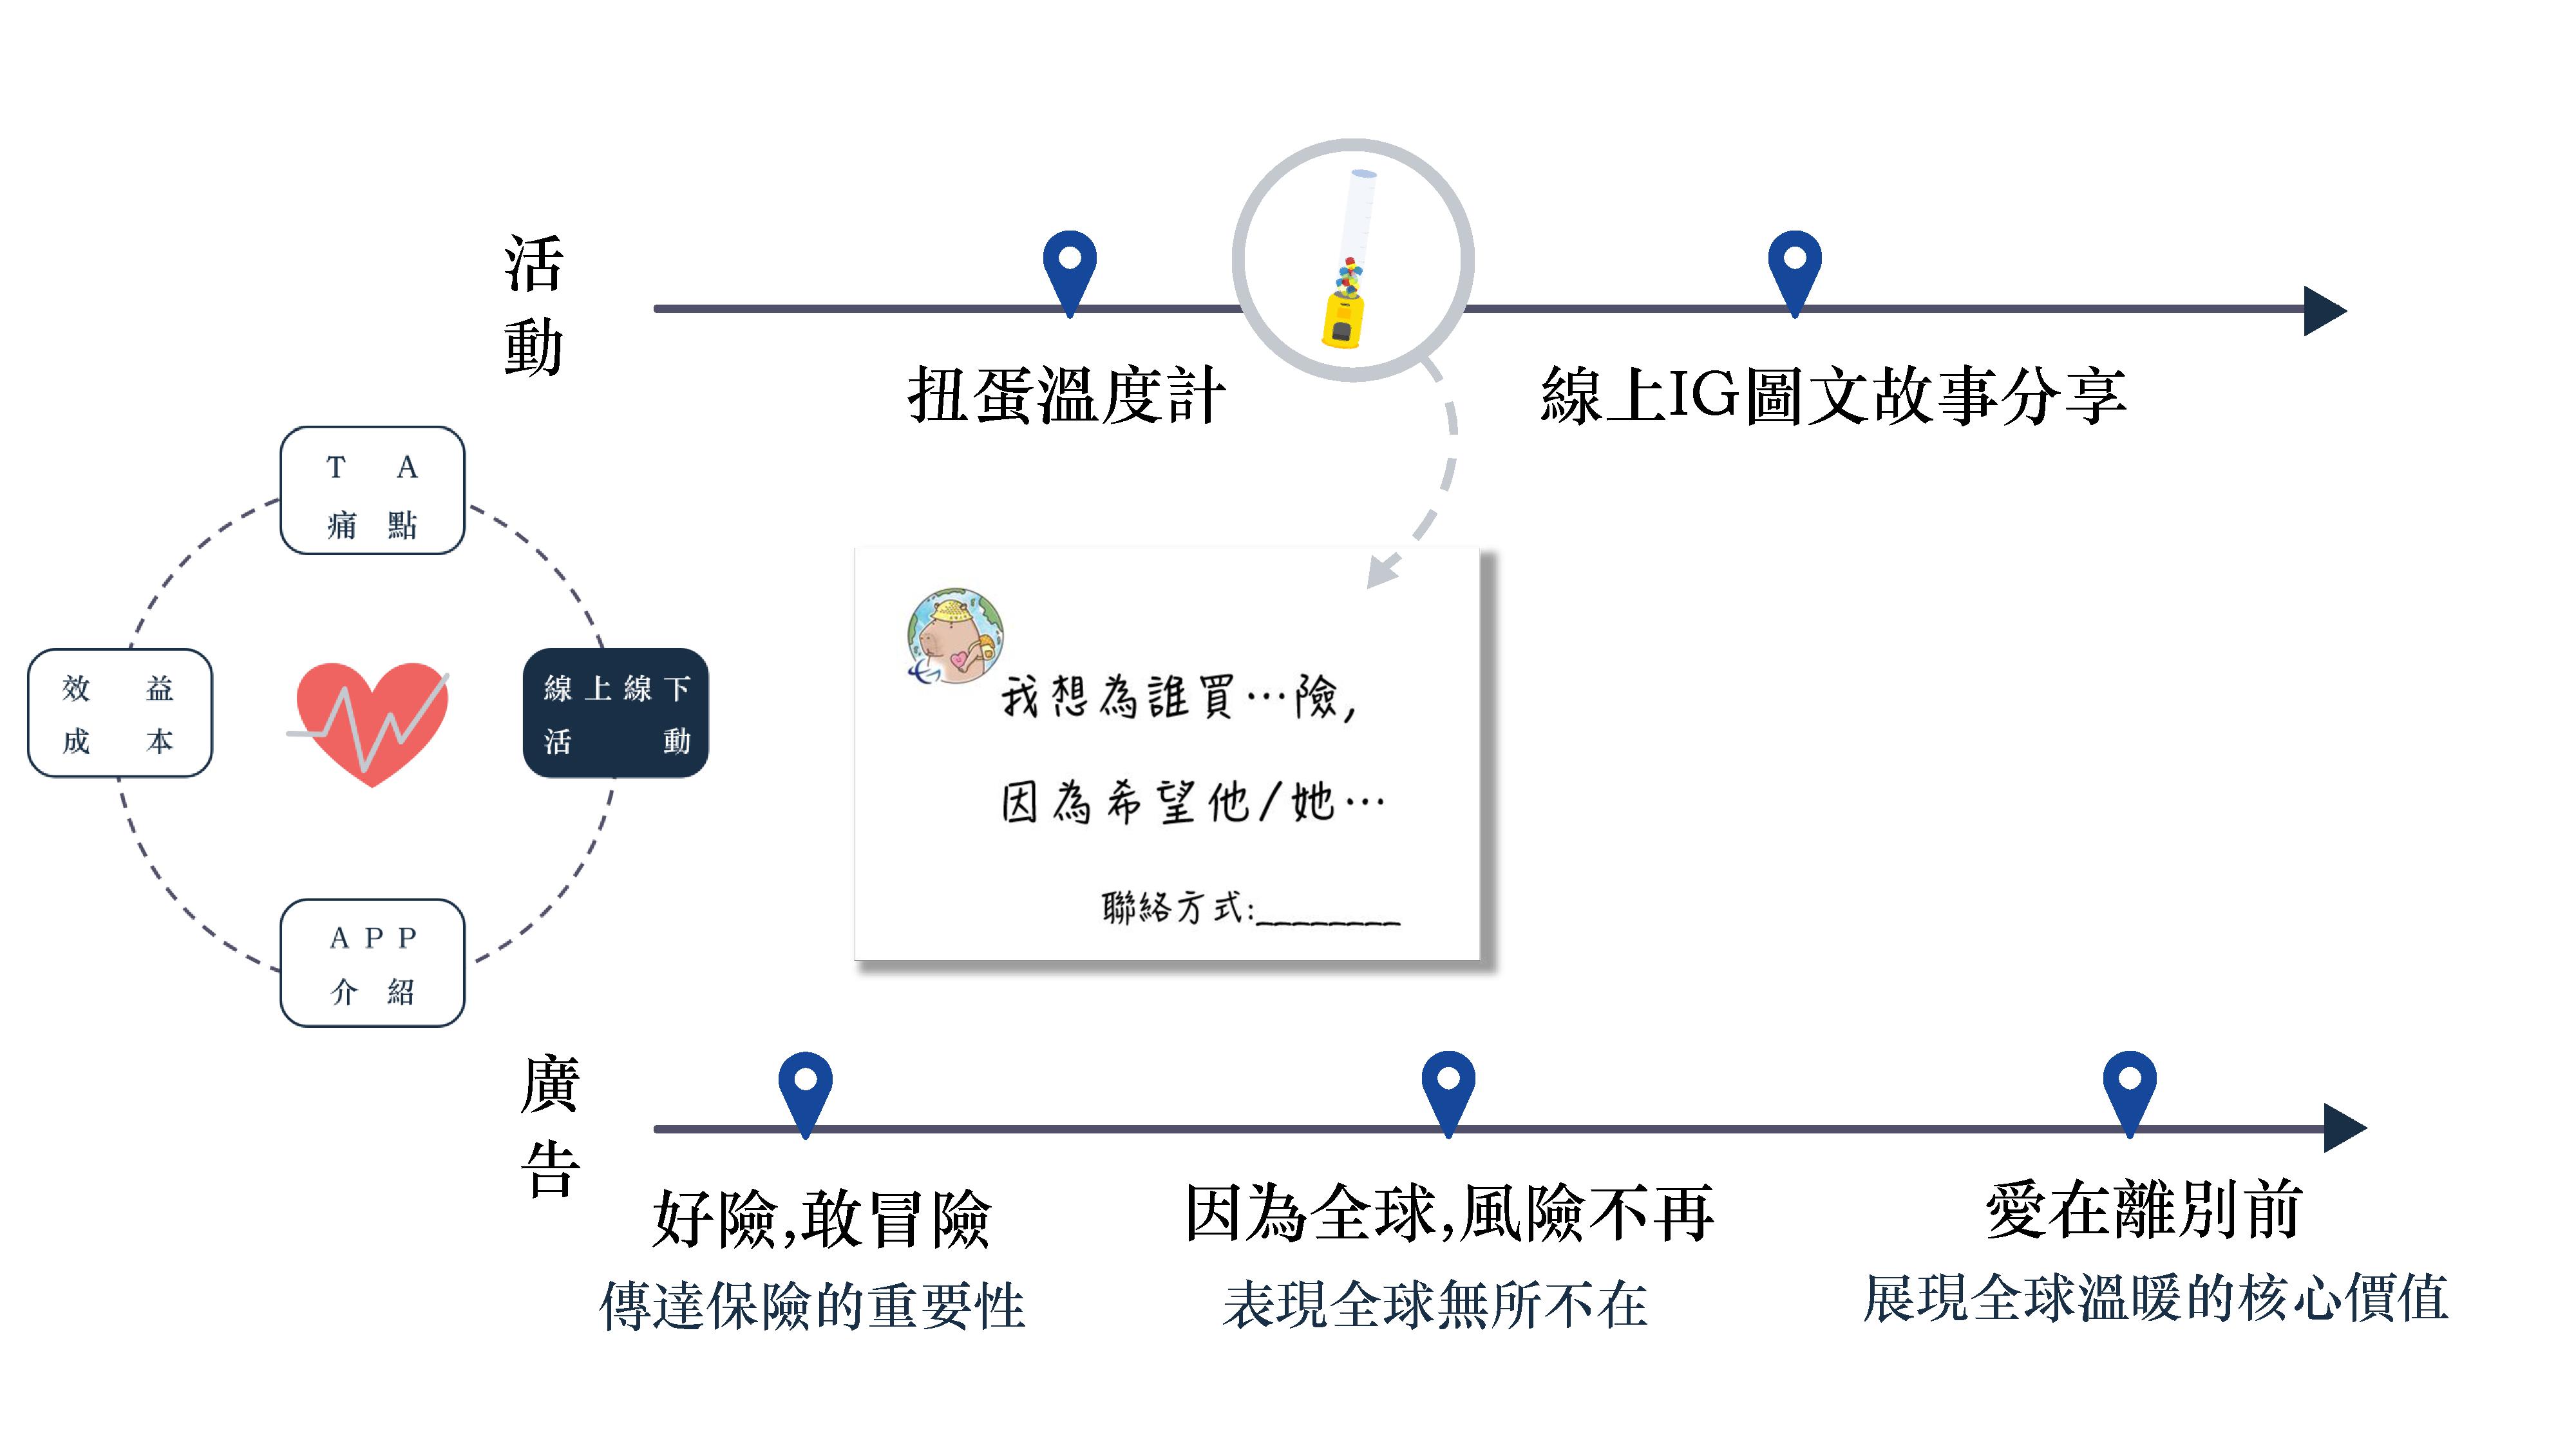 活
動
扭蛋溫度計
線上IG圖文故事分享
T A
痛 點
效 益
成 本
線上線下
活 動
APP
介 紹
我想為誰買…險,
因為希望他/她…
聯絡方式:________
廣
告
好險,敢冒險
傳達保險的重要性
因為全球,風險不再
表現全球無所不在
愛在離別前
展現全球溫暖的核心價值